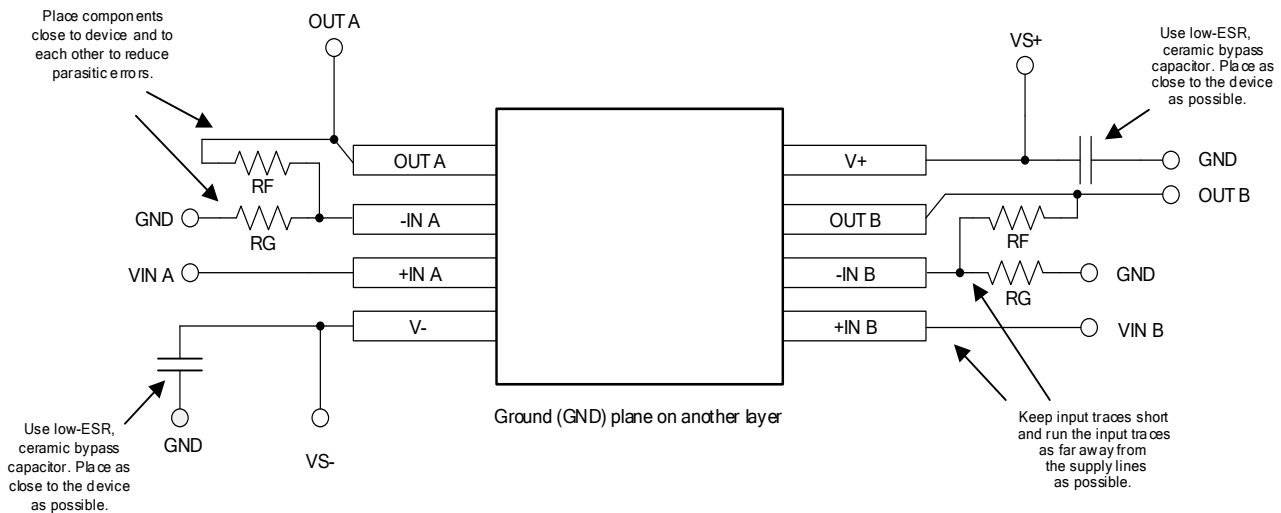 Place components
close to device and to
each other to reduce
parasitic errors.
OUT A
VS+
Use low-ESR,
ceramic bypass
capacitor. Place as
close to the device
as possible.
OUT A
V+
GND
RF
OUT B
GND
-IN A
OUT B
RG
RF
VIN A
+IN A
-IN B
GND
RG
V-
+IN B
VIN B
Ground (GND) plane on another layer
Use low-ESR,
ceramic bypass
capacitor. Place as
close to the device
as possible.
GND
VS-
Keep input traces short
and run the input traces
as far away from
the supply lines
as possible.